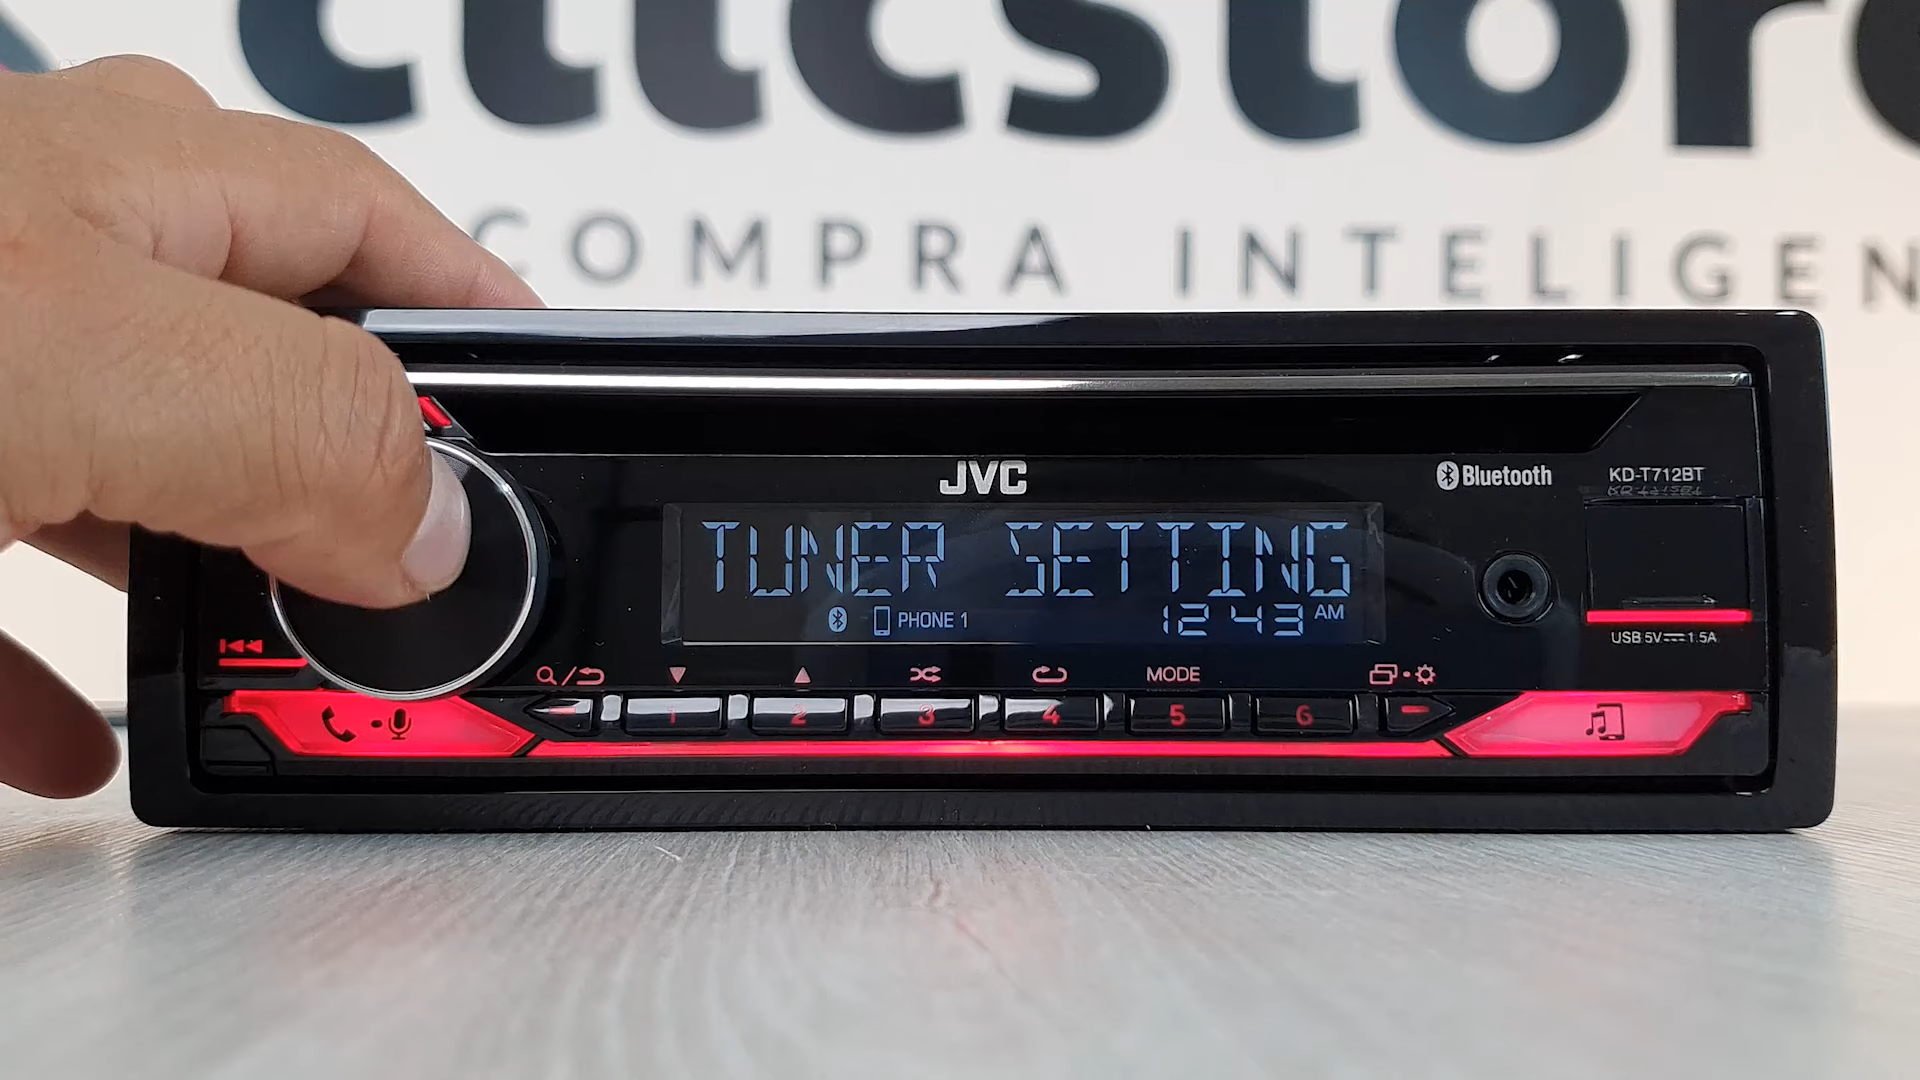 COMPRA INTELIGEN
JVC
Bluetooth
KD-T712BT
TUNER SETTING
PHONE 1
12:43 AM
USB 5V⎓1.5A
MODE
1 2 3 4 5 6